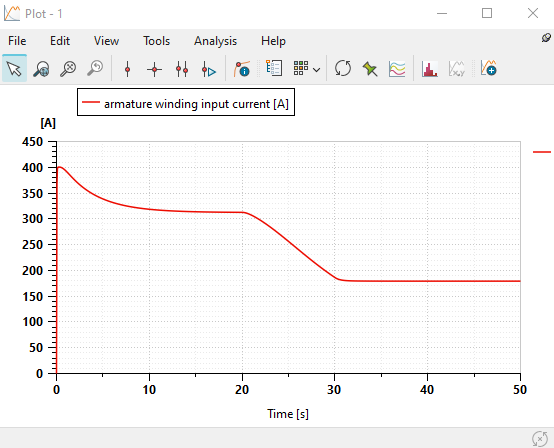 Plot - 1
File Edit View Tools Analysis Help
armature winding input current [A]
[A]
450
400
350
300
250
200
150
100
50
0
0 10 20 30 40 50
Time [s]